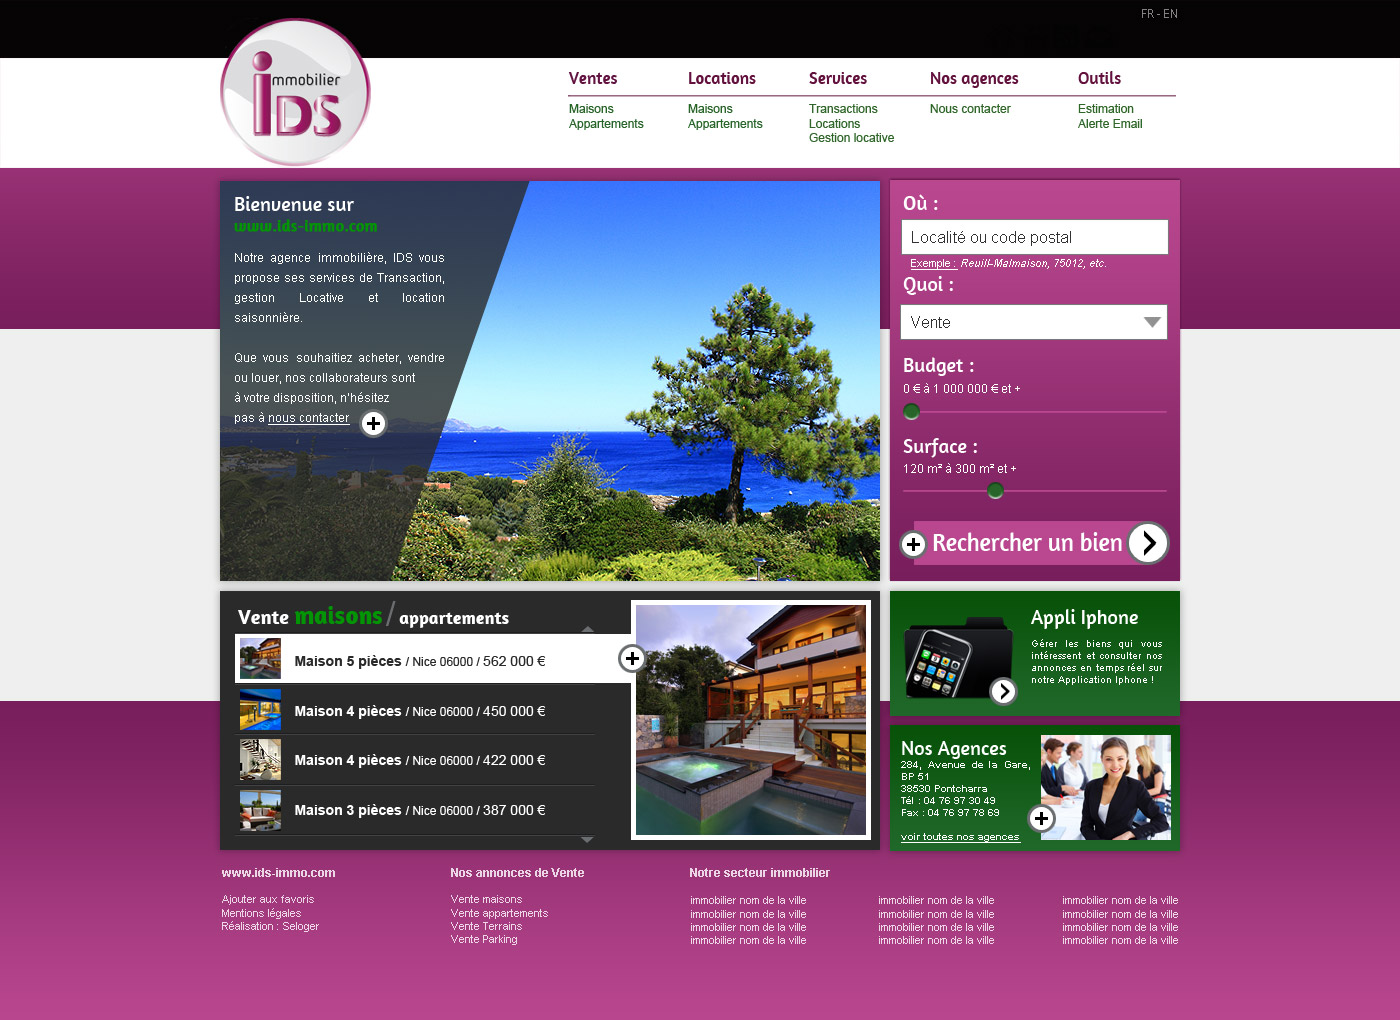 FR - EN
immobilier
IDS
Ventes
Maisons
Appartements
Locations
Maisons
Appartements
Services
Transactions
Locations
Gestion locative
Nos agences
Nous contacter
Outils
Estimation
Alerte Email
Bienvenue sur
www.ids-immo.com
Notre agence immobilière, IDS vous
propose ses services de Transaction,
gestion Locative et location
saisonnière.
Que vous souhaitiez acheter, vendre
ou louer, nos collaborateurs sont
à votre disposition, n'hésitez
pas à nous contacter
Où :
Localité ou code postal
Exemple : Reuill-Malmaison, 75012, etc.
Quoi :
Vente
Budget :
0 € à 1 000 000 € et +
Surface :
120 m² à 300 m² et +
Rechercher un bien
Vente maisons / appartements
Maison 5 pièces / Nice 06000 / 562 000 €
Maison 4 pièces / Nice 06000 / 450 000 €
Maison 4 pièces / Nice 06000 / 422 000 €
Maison 3 pièces / Nice 06000 / 387 000 €
Appli Iphone
Gérer les biens qui vous
intéressent et consulter nos
annonces en temps réel sur
notre Application Iphone !
Nos Agences
284, Avenue de la Gare,
BP 51
38530 Pontcharra
Tél : 04 76 97 30 49
Fax : 04 76 97 78 69
voir toutes nos agences
www.ids-immo.com
Ajouter aux favoris
Mentions légales
Réalisation : Seloger
Nos annonces de Vente
Vente maisons
Vente appartements
Vente Terrains
Vente Parking
Notre secteur immobilier
immobilier nom de la ville
immobilier nom de la ville
immobilier nom de la ville
immobilier nom de la ville
immobilier nom de la ville
immobilier nom de la ville
immobilier nom de la ville
immobilier nom de la ville
immobilier nom de la ville
immobilier nom de la ville
immobilier nom de la ville
immobilier nom de la ville